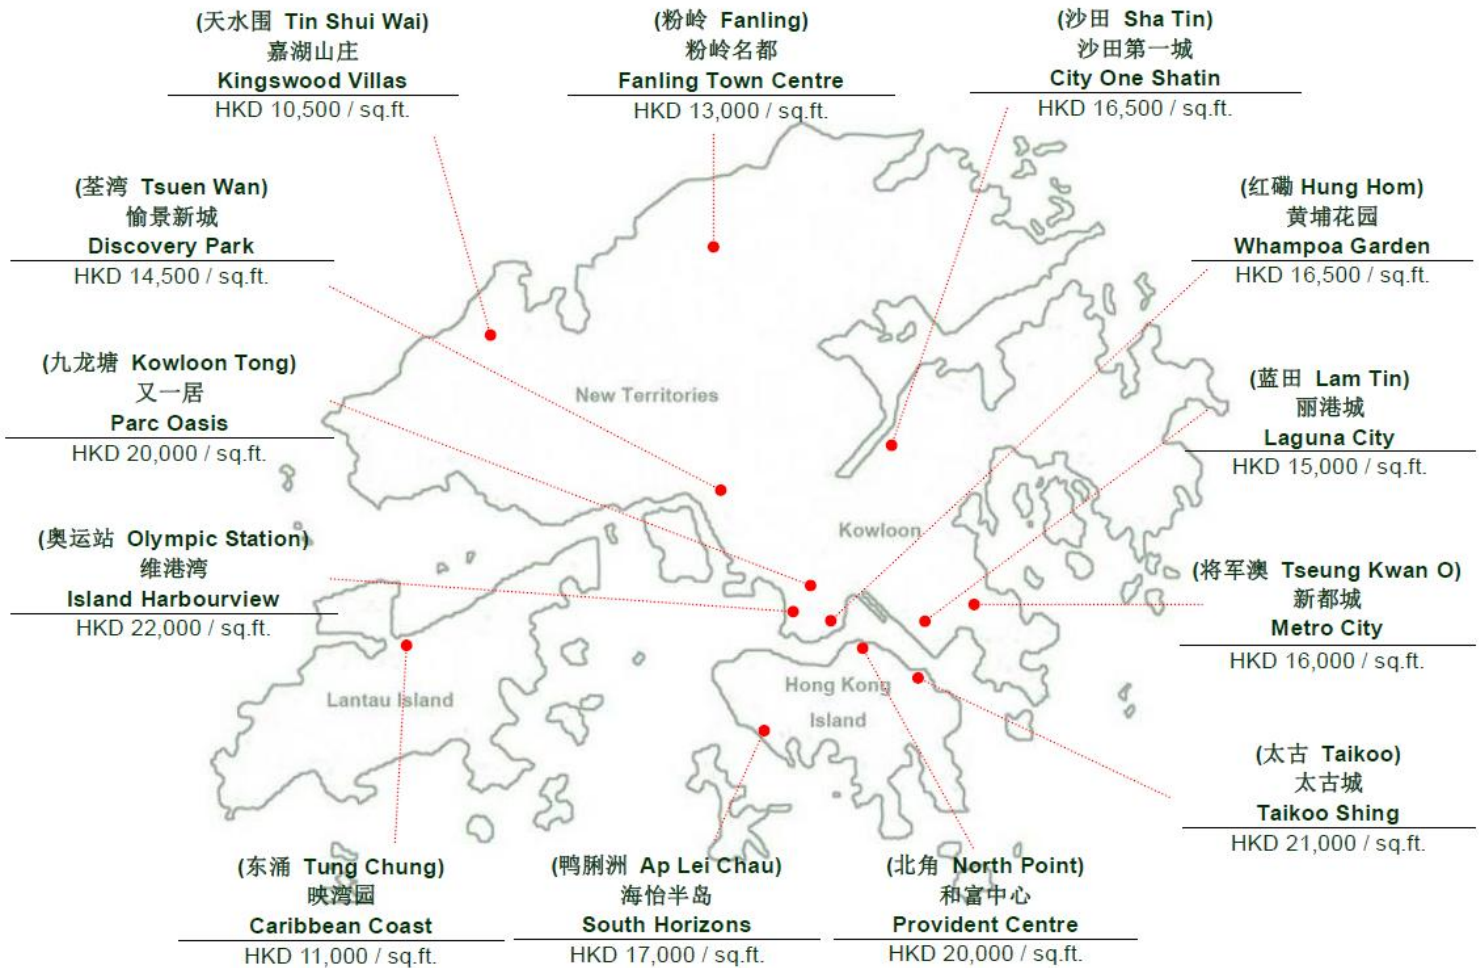 (天水围 Tin Shui Wai)
嘉湖山庄
Kingswood Villas
HKD 10,500 / sq.ft.
(粉岭 Fanling)
粉岭名都
Fanling Town Centre
HKD 13,000 / sq.ft.
(沙田 Sha Tin)
沙田第一城
City One Shatin
HKD 16,500 / sq.ft.
(荃湾 Tsuen Wan)
愉景新城
Discovery Park
HKD 14,500 / sq.ft.
(红磡 Hung Hom)
黄埔花园
Whampoa Garden
HKD 16,500 / sq.ft.
(九龙塘 Kowloon Tong)
又一居
Parc Oasis
HKD 20,000 / sq.ft.
New Territories
(蓝田 Lam Tin)
丽港城
Laguna City
HKD 15,000 / sq.ft.
Kowloon
(奥运站 Olympic Station)
维港湾
Island Harbourview
HKD 22,000 / sq.ft.
(将军澳 Tseung Kwan O)
新都城
Metro City
HKD 16,000 / sq.ft.
Lantau Island
Hong Kong
Island
(太古 Taikoo)
太古城
Taikoo Shing
HKD 21,000 / sq.ft.
(东涌 Tung Chung)
映湾园
Caribbean Coast
HKD 11,000 / sq.ft.
(鸭脷洲 Ap Lei Chau)
海怡半岛
South Horizons
HKD 17,000 / sq.ft.
(北角 North Point)
和富中心
Provident Centre
HKD 20,000 / sq.ft.